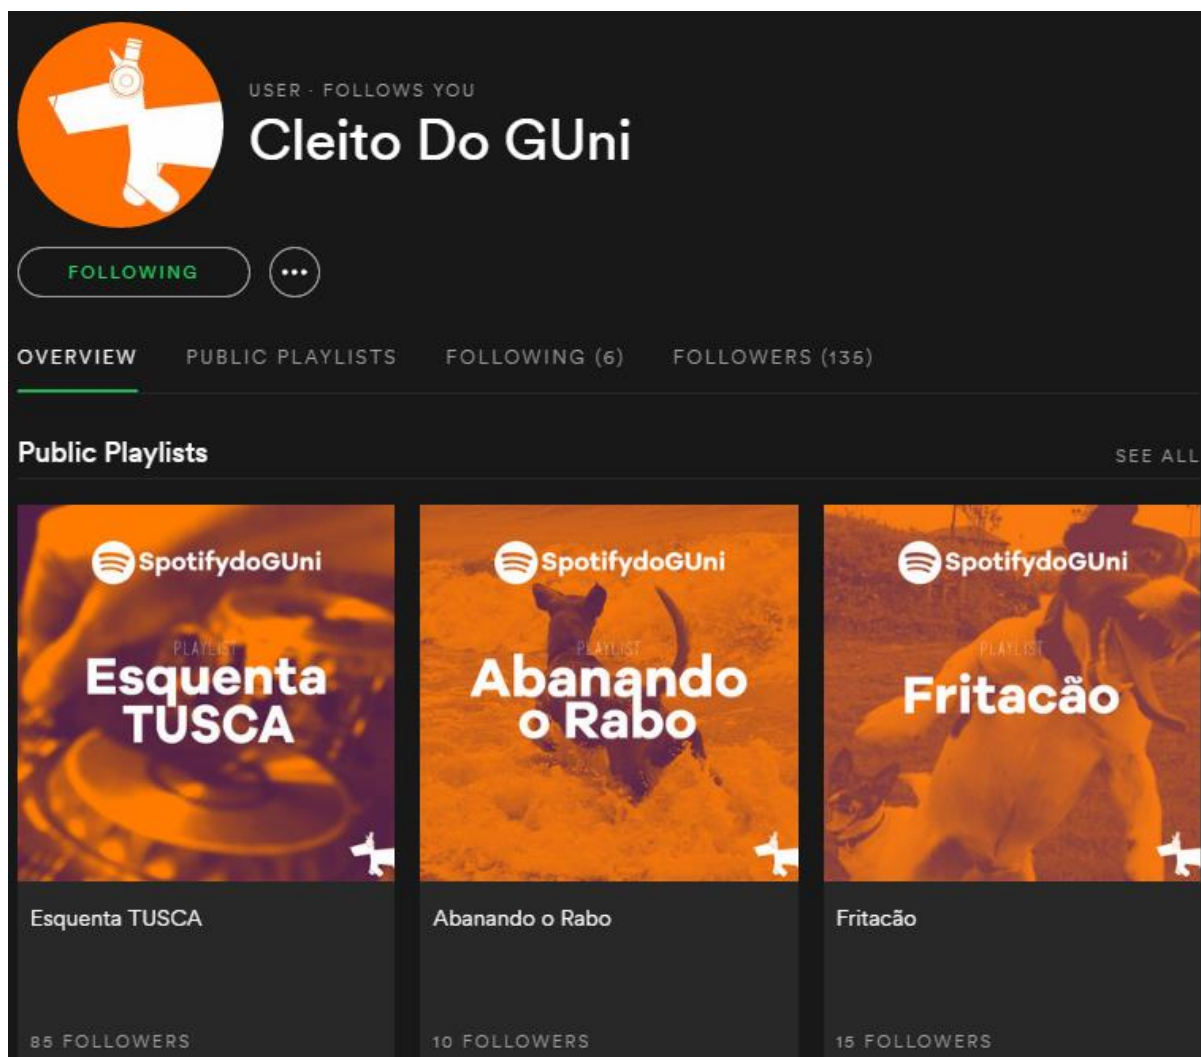 USER · FOLLOWS YOU
Cleito Do GUni
FOLLOWING
OVERVIEW PUBLIC PLAYLISTS FOLLOWING (6) FOLLOWERS (135)
Public Playlists
SEE ALL
SpotifydoGUni
PLAYLIST
Esquenta
TUSCA
Esquenta TUSCA
85 FOLLOWERS
SpotifydoGUni
PLAYLIST
Abanando
o Rabo
Abanando o Rabo
10 FOLLOWERS
SpotifydoGUni
PLAYLIST
Fritacão
Fritacão
15 FOLLOWERS